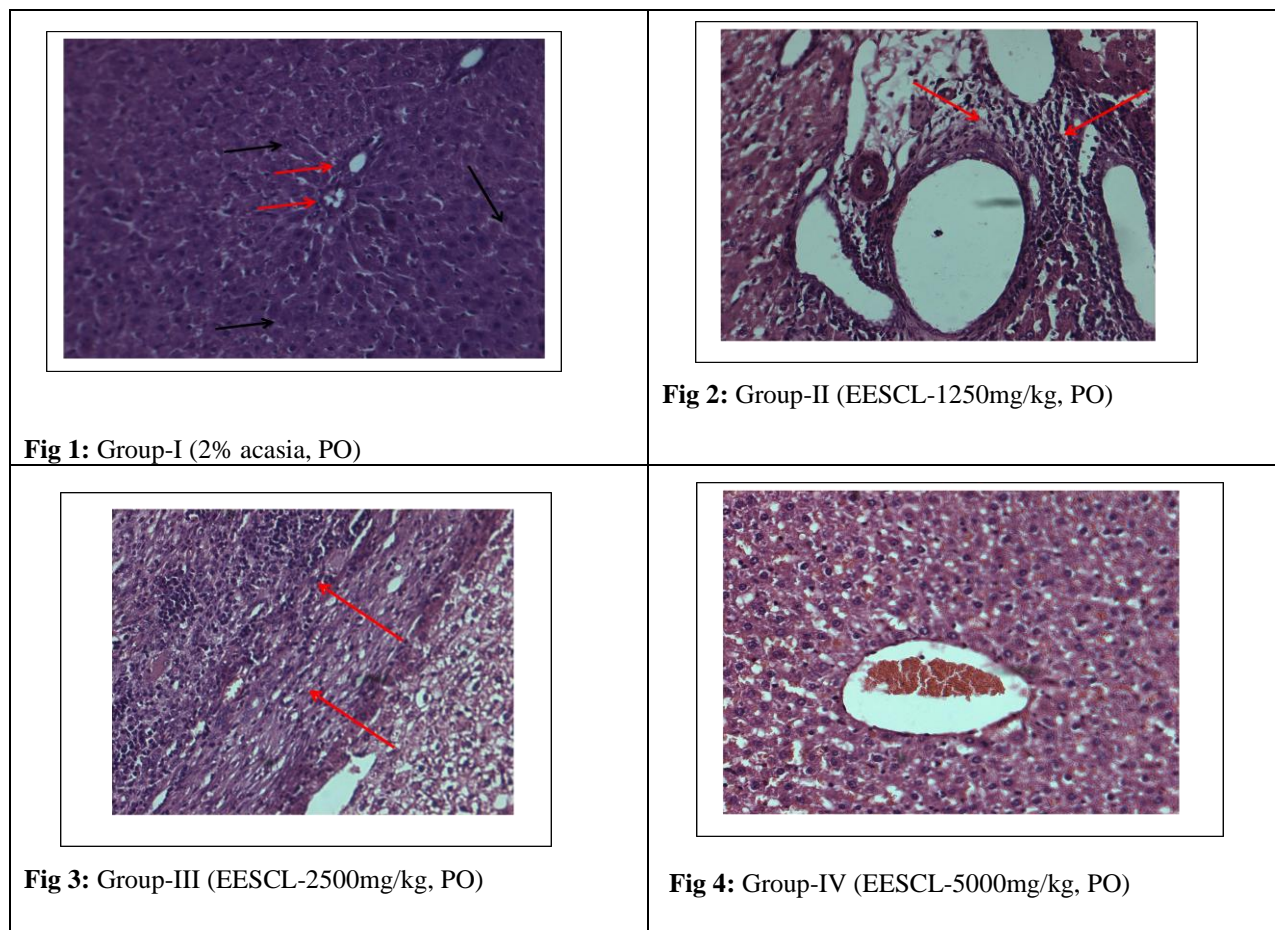 Fig 1: Group-I (2% acasia, PO)
Fig 2: Group-II (EESCL-1250mg/kg, PO)
Fig 3: Group-III (EESCL-2500mg/kg, PO)
Fig 4: Group-IV (EESCL-5000mg/kg, PO)